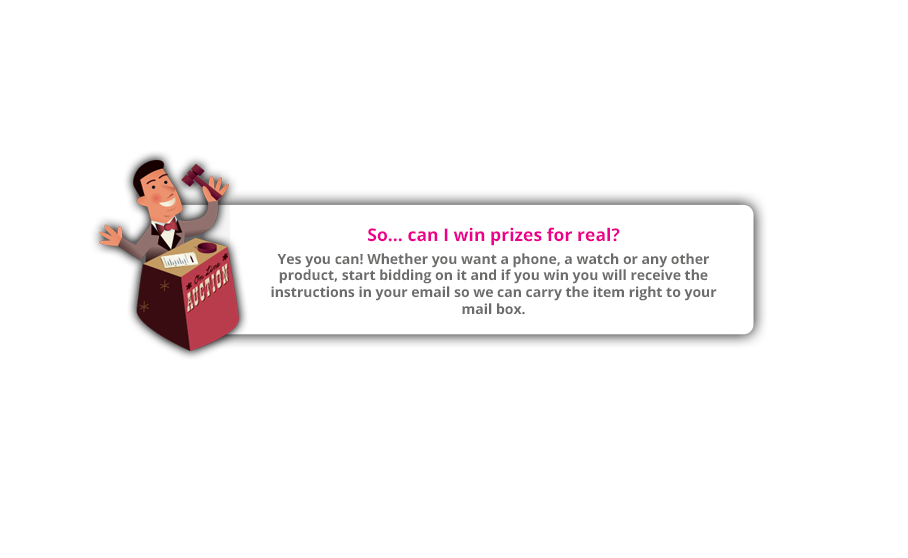 So... can I win prizes for real?
Yes you can! Whether you want a phone, a watch or any other
product, start bidding on it and if you win you will receive the
instructions in your email so we can carry the item right to your
mail box.
On Line
AUCTION